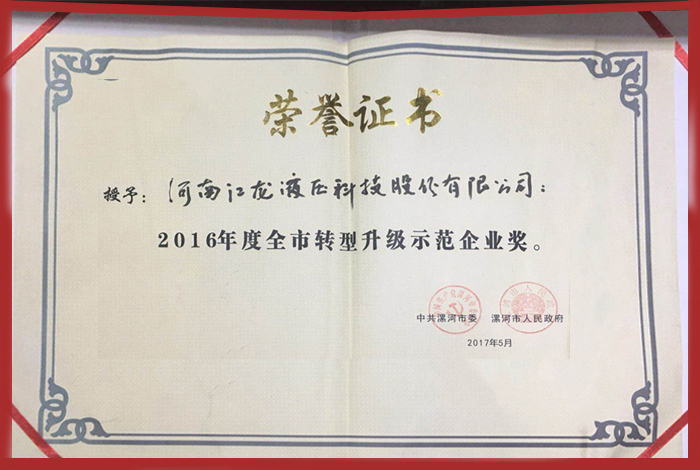 荣誉证书
授予：河南江龙液压科技股份有限公司：
2016年度全市转型升级示范企业奖。
中共漯河市委 漯河市人民政府
2017年5月